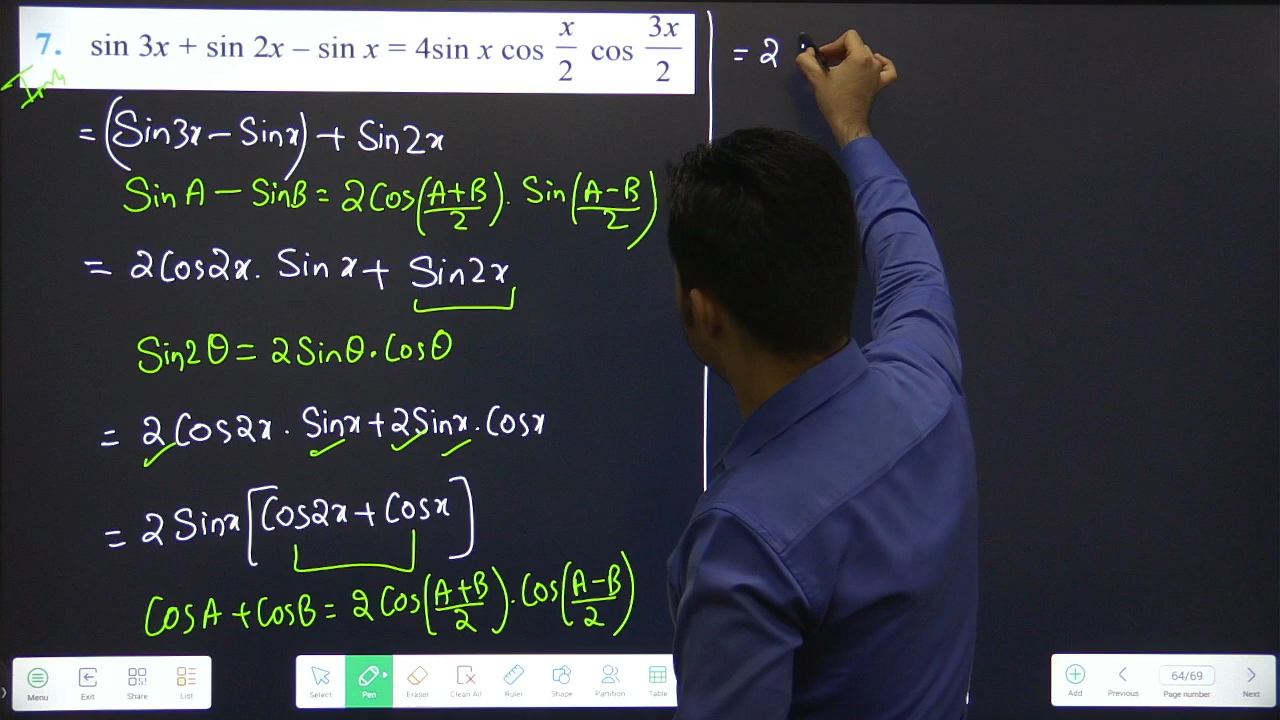 7. sin 3x + sin 2x – sin x = 4sin x cos x/2 cos 3x/2
Imp
= (Sin3x – Sinx) + Sin2x
SinA – SinB = 2Cos(A+B/2). Sin(A–B/2)
= 2Cos2x. Sinx + Sin2x
Sin2θ = 2Sinθ.Cosθ
= 2Cos2x . Sinx + 2Sinx . Cosx
= 2Sinx[Cos2x + Cosx]
CosA + CosB = 2Cos(A+B/2).Cos(A–B/2)
= 2
Menu
Exit
Share
List
Select
Pen
Eraser
Clean All
Ruler
Shape
Partition
Table
Add
Previous
64/69
Page number
Next